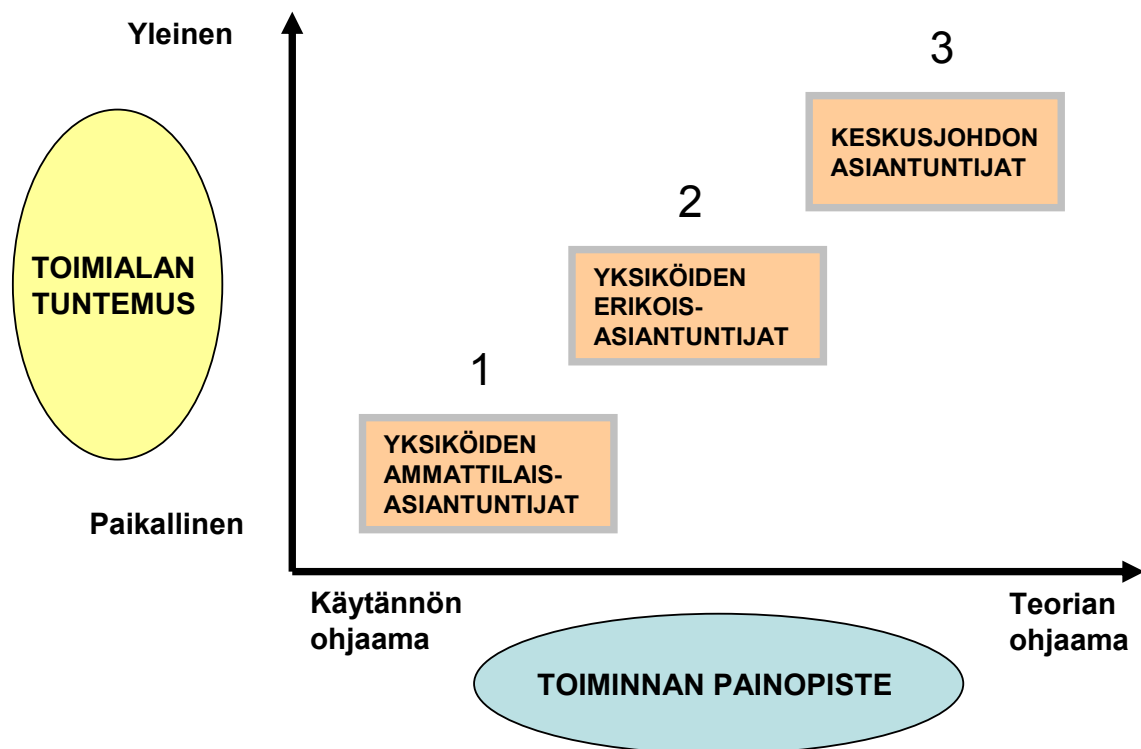 Yleinen
3
KESKUSJOHDON
ASIANTUNTIJAT
2
TOIMIALAN
TUNTEMUS
YKSIKÖIDEN
ERIKOIS-
ASIANTUNTIJAT
1
YKSIKÖIDEN
AMMATTILAIS-
ASIANTUNTIJAT
Paikallinen
Käytännön
ohjaama
Teorian
ohjaama
TOIMINNAN PAINOPISTE